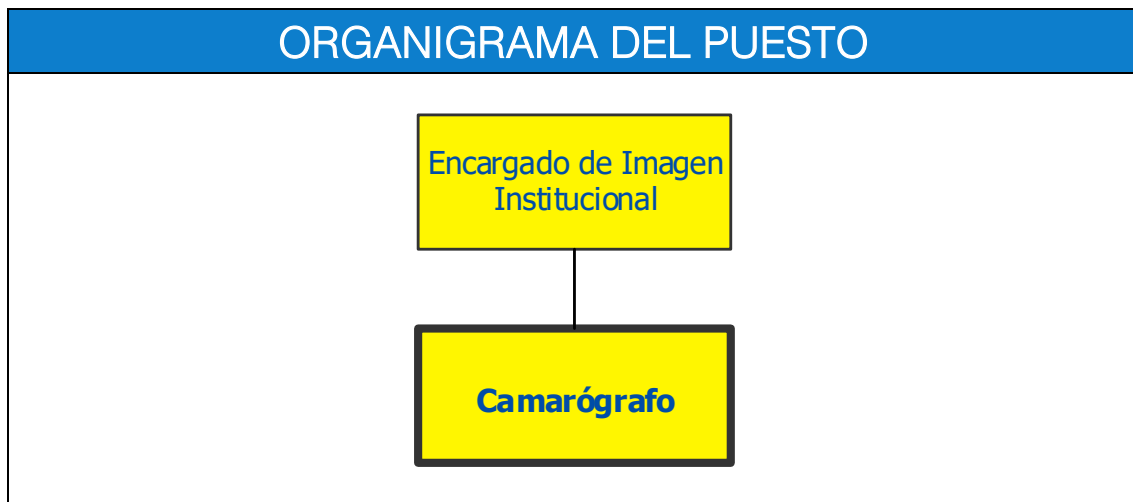 ORGANIGRAMA DEL PUESTO
Encargado de Imagen
Institucional
Camarógrafo